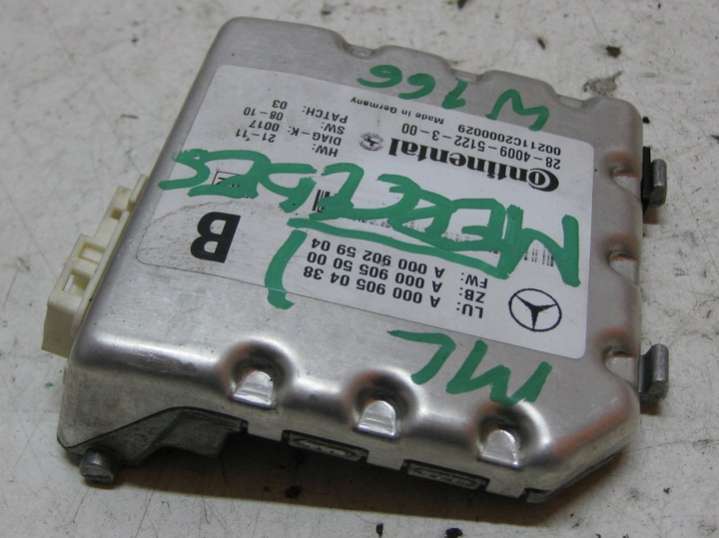 LU: A 000 905 04 38
ZB: A 000 905 50 00
FW: A 000 902 59 04
B
Continental
28-4009-5122-3-00
00211C2000029
Made in Germany
HW: 21-11
DIAG-K: 0017
SW: 08-10
PATCH: 03
MERCEDES
ML
W 166